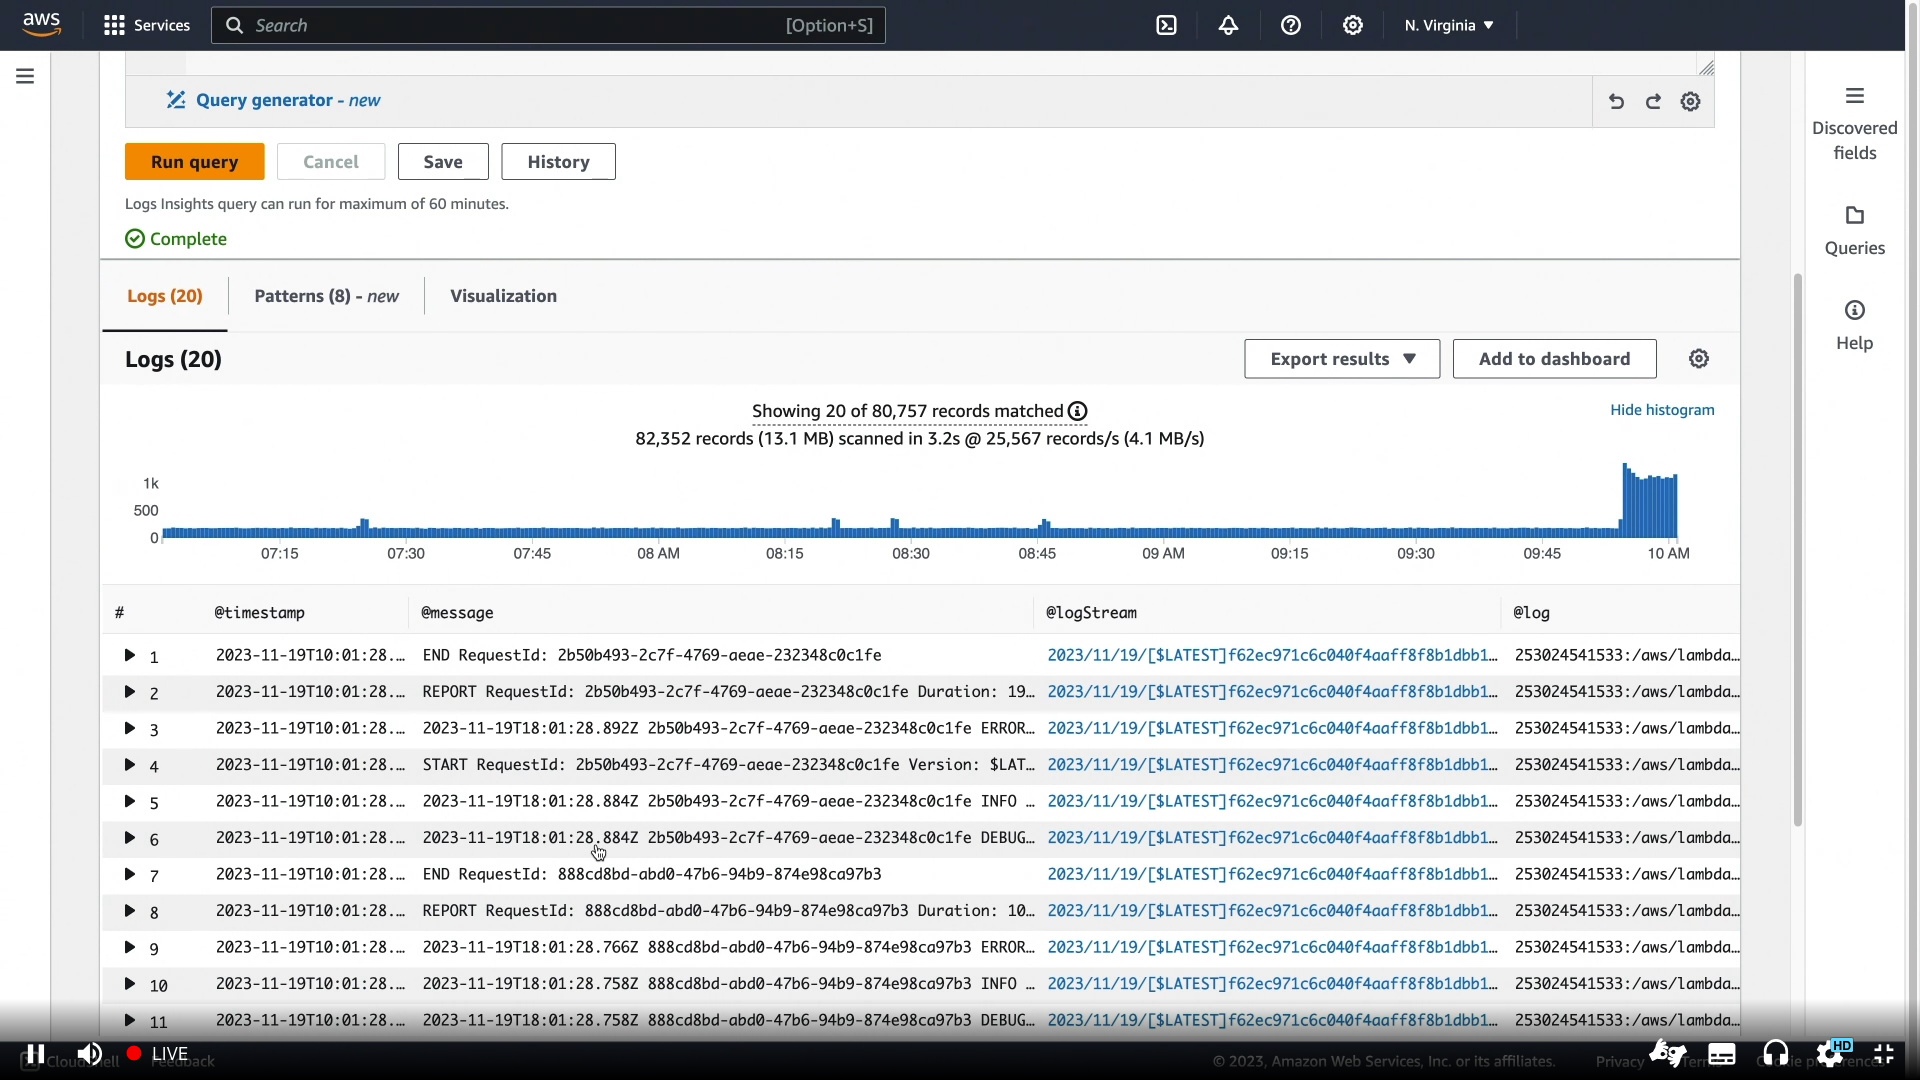 aws
Services
Search
[Option+S]
N. Virginia
Query generator - new
Run query
Cancel
Save
History
Logs Insights query can run for maximum of 60 minutes.
Complete
Discovered
fields
Queries
Help
Logs (20)
Patterns (8) - new
Visualization
Logs (20)
Export results
Add to dashboard
Showing 20 of 80,757 records matched
Hide histogram
82,352 records (13.1 MB) scanned in 3.2s @ 25,567 records/s (4.1 MB/s)
1k
500
0
07:15 07:30 07:45 08 AM 08:15 08:30 08:45 09 AM 09:15 09:30 09:45 10 AM
# @timestamp @message @logStream @log
1 2023-11-19T10:01:28.... END RequestId: 2b50b493-2c7f-4769-aeae-232348c0c1fe 2023/11/19/[$LATEST]f62ec971c6c040f4aaff8f8b1dbb1... 253024541533:/aws/lambda...
2 2023-11-19T10:01:28.... REPORT RequestId: 2b50b493-2c7f-4769-aeae-232348c0c1fe Duration: 19... 2023/11/19/[$LATEST]f62ec971c6c040f4aaff8f8b1dbb1... 253024541533:/aws/lambda...
3 2023-11-19T10:01:28.... 2023-11-19T18:01:28.892Z 2b50b493-2c7f-4769-aeae-232348c0c1fe ERROR... 2023/11/19/[$LATEST]f62ec971c6c040f4aaff8f8b1dbb1... 253024541533:/aws/lambda...
4 2023-11-19T10:01:28.... START RequestId: 2b50b493-2c7f-4769-aeae-232348c0c1fe Version: $LAT... 2023/11/19/[$LATEST]f62ec971c6c040f4aaff8f8b1dbb1... 253024541533:/aws/lambda...
5 2023-11-19T10:01:28.... 2023-11-19T18:01:28.884Z 2b50b493-2c7f-4769-aeae-232348c0c1fe INFO ... 2023/11/19/[$LATEST]f62ec971c6c040f4aaff8f8b1dbb1... 253024541533:/aws/lambda...
6 2023-11-19T10:01:28.... 2023-11-19T18:01:28.884Z 2b50b493-2c7f-4769-aeae-232348c0c1fe DEBUG... 2023/11/19/[$LATEST]f62ec971c6c040f4aaff8f8b1dbb1... 253024541533:/aws/lambda...
7 2023-11-19T10:01:28.... END RequestId: 888cd8bd-abd0-47b6-94b9-874e98ca97b3 2023/11/19/[$LATEST]f62ec971c6c040f4aaff8f8b1dbb1... 253024541533:/aws/lambda...
8 2023-11-19T10:01:28.... REPORT RequestId: 888cd8bd-abd0-47b6-94b9-874e98ca97b3 Duration: 10... 2023/11/19/[$LATEST]f62ec971c6c040f4aaff8f8b1dbb1... 253024541533:/aws/lambda...
9 2023-11-19T10:01:28.... 2023-11-19T18:01:28.766Z 888cd8bd-abd0-47b6-94b9-874e98ca97b3 ERROR... 2023/11/19/[$LATEST]f62ec971c6c040f4aaff8f8b1dbb1... 253024541533:/aws/lambda...
10 2023-11-19T10:01:28.... 2023-11-19T18:01:28.758Z 888cd8bd-abd0-47b6-94b9-874e98ca97b3 INFO ... 2023/11/19/[$LATEST]f62ec971c6c040f4aaff8f8b1dbb1... 253024541533:/aws/lambda...
11 2023-11-19T10:01:28.... 2023-11-19T18:01:28.758Z 888cd8bd-abd0-47b6-94b9-874e98ca97b3 DEBUG... 2023/11/19/[$LATEST]f62ec971c6c040f4aaff8f8b1dbb1... 253024541533:/aws/lambda...
LIVE
Feedback
© 2023, Amazon Web Services, Inc. or its affiliates.
Privacy
HD